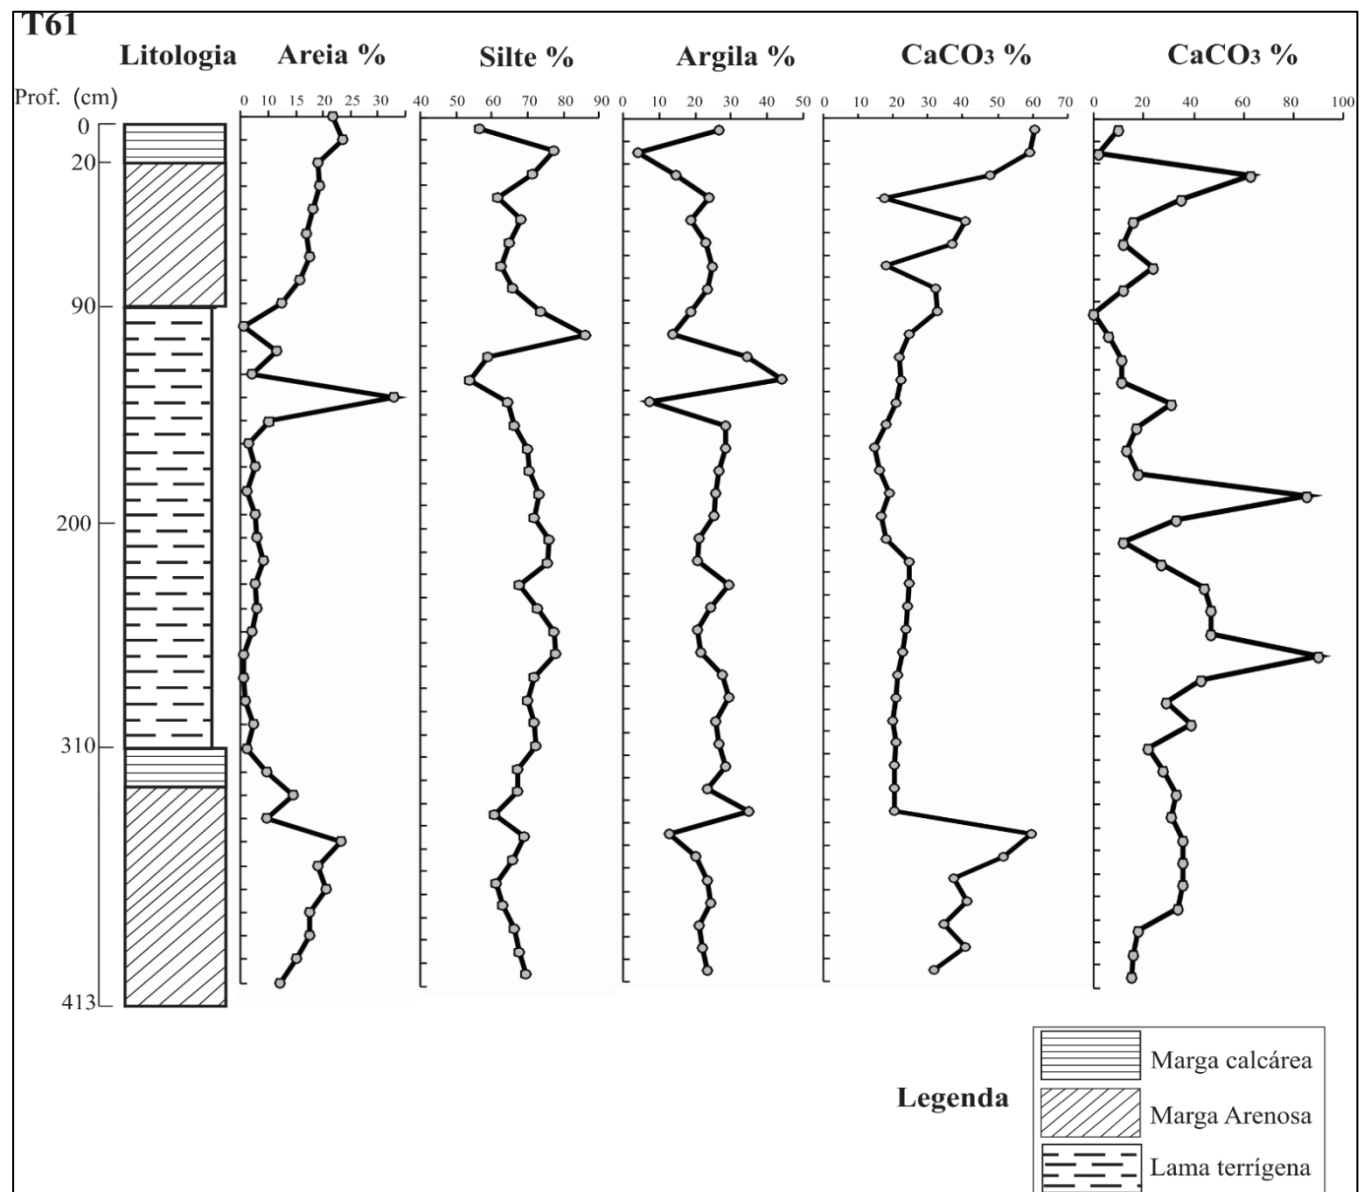 T61
Litologia Areia % Silte % Argila % CaCO3 % CaCO3 %
Prof. (cm)
0 10 15 20 25 30 40 50 60 70 80 90 0 10 20 30 40 50 0 10 20 30 40 50 60 70 0 20 40 60 80 100
0
20
90
200
310
413
Legenda
Marga calcárea
Marga Arenosa
Lama terrígena